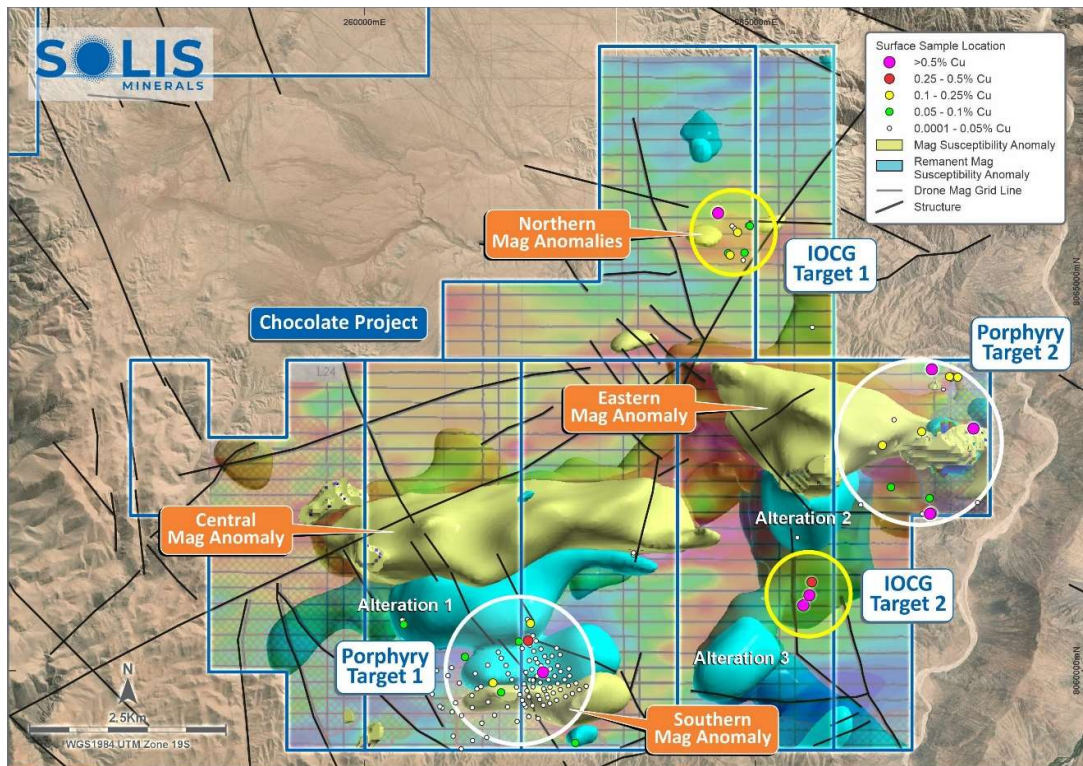 SOLIS
MINERALS
260000mE
265000mE
Surface Sample Location
>0.5% Cu
0.25 - 0.5% Cu
0.1 - 0.25% Cu
0.05 - 0.1% Cu
0.0001 - 0.05% Cu
Mag Susceptibility Anomaly
Remanent Mag
Susceptibility Anomaly
Drone Mag Grid Line
Structure
Northern
Mag Anomalies
IOCG
Target 1
8065000mN
Chocolate Project
Porphyry
Target 2
L24
Eastern
Mag Anomaly
Central
Mag Anomaly
Alteration 2
Alteration 1
IOCG
Target 2
Porphyry
Target 1
Alteration 3
8060000mN
N
2.5Km
Southern
Mag Anomaly
WGS1984 UTM Zone 19S